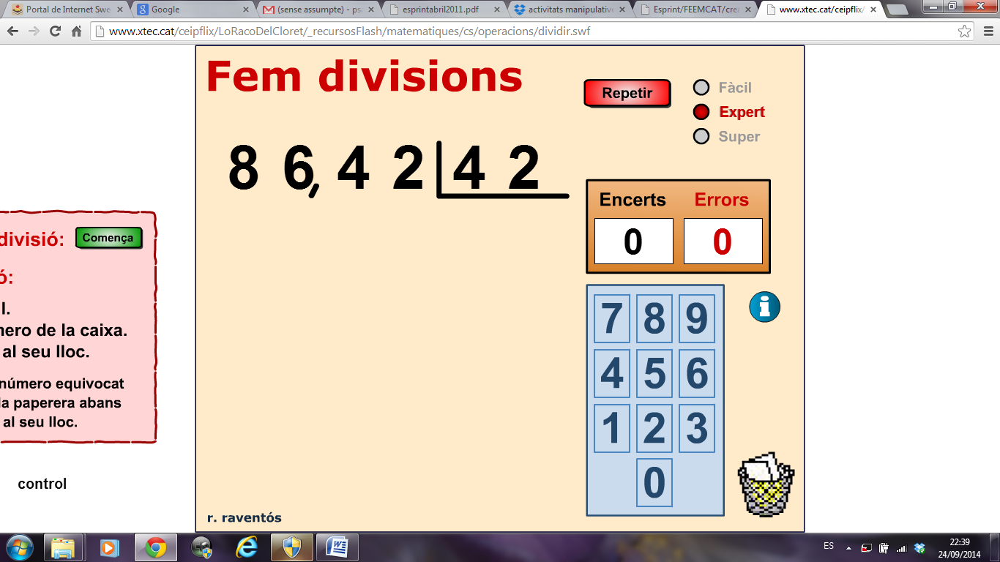 Portal de Internet Swe
Google
(sense assumpte) - ps
esprintabril2011.pdf
activitats manipulative
Esprint/FEEMCAT/crea
www.xtec.cat/ceipflix/
www.xtec.cat/ceipflix/LoRacoDelCloret/_recursosFlash/matematiques/cs/operacions/dividir.swf
Fem divisions
Repetir
Fàcil
Expert
Super
8 6,4 2 4 2
Encerts Errors
0 0
divisió: Comença
ó:
l.
mero de la caixa.
al seu lloc.
número equivocat
la paperera abans
al seu lloc.
control
7 8 9
4 5 6
1 2 3
0
i
r. raventós
ES
22:39
24/09/2014